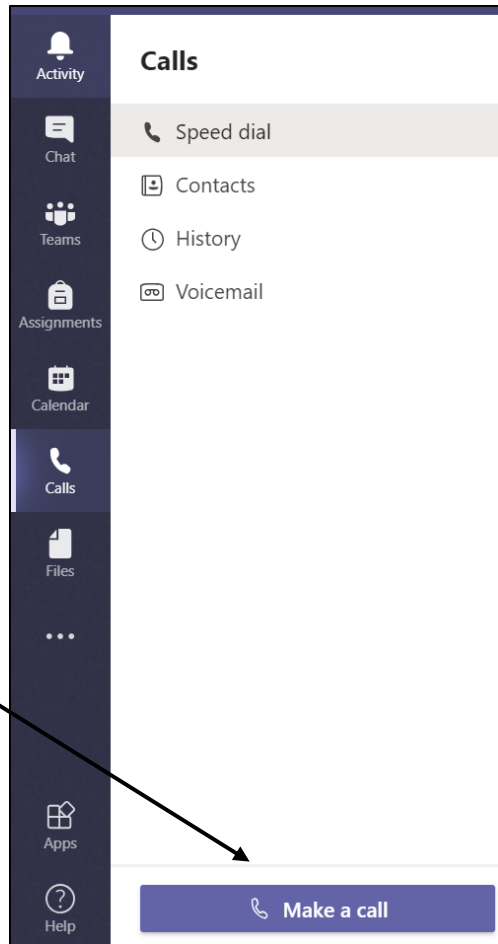 Activity
Chat
Teams
Assignments
Calendar
Calls
Files
Apps
Help
Calls
Speed dial
Contacts
History
Voicemail
Make a call